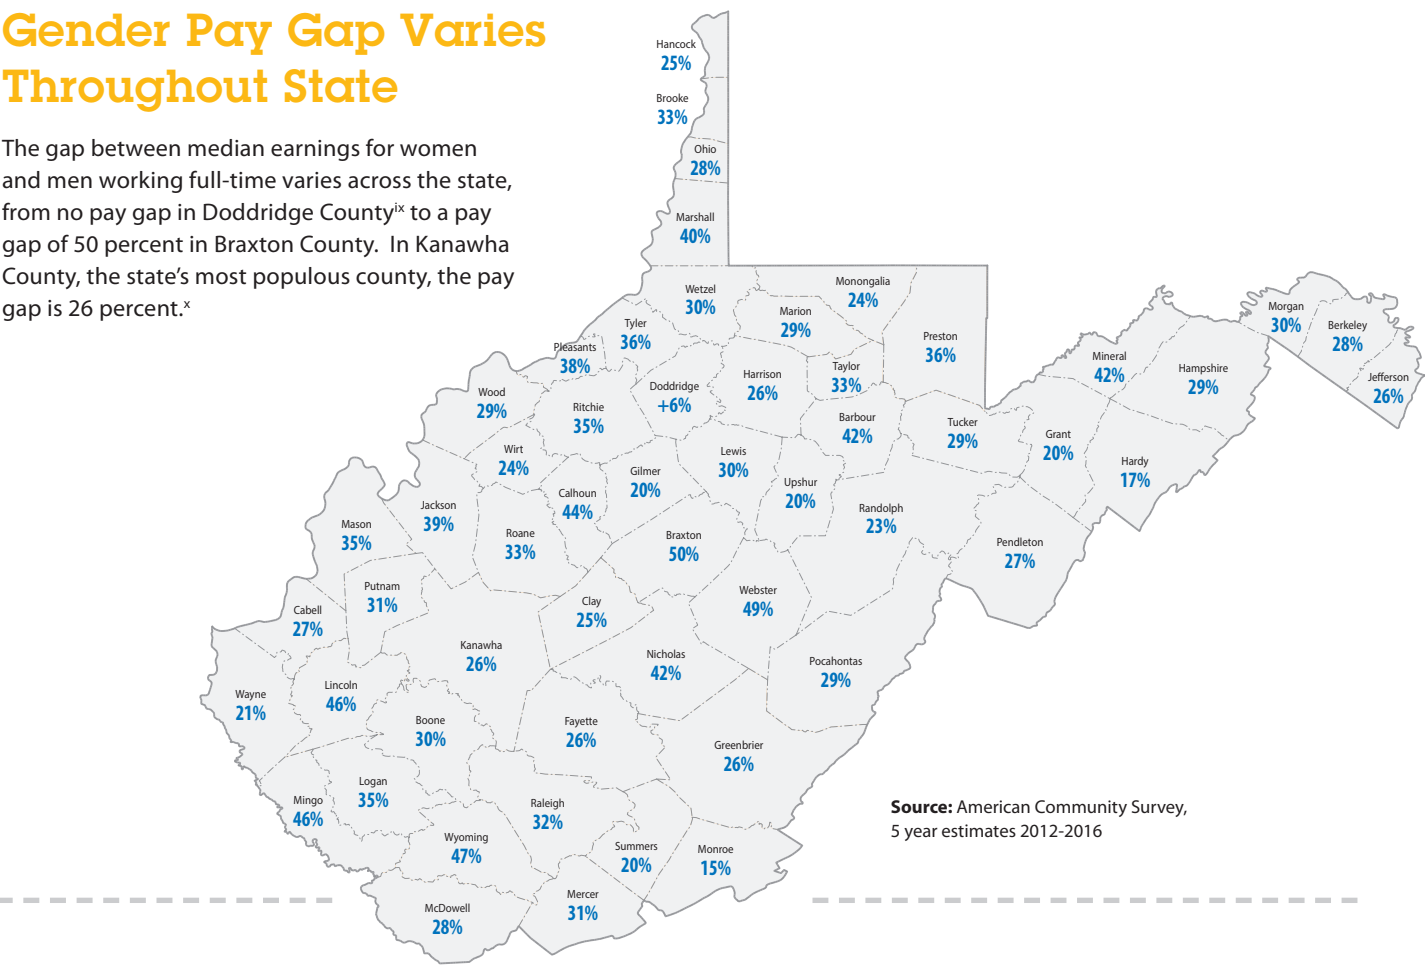 Gender Pay Gap Varies
Throughout State
The gap between median earnings for women
and men working full-time varies across the state,
from no pay gap in Doddridge Countyⁱˣ to a pay
gap of 50 percent in Braxton County.  In Kanawha
County, the state’s most populous county, the pay
gap is 26 percent.ˣ
Hancock
25%
Brooke
33%
Ohio
28%
Marshall
40%
Wetzel
30%
Monongalia
24%
Marion
29%
Tyler
36%
Pleasants
38%
Preston
36%
Morgan
30%
Berkeley
28%
Jefferson
26%
Mineral
42%
Hampshire
29%
Wood
29%
Ritchie
35%
Doddridge
+6%
Harrison
26%
Taylor
33%
Barbour
42%
Tucker
29%
Grant
20%
Hardy
17%
Wirt
24%
Calhoun
44%
Gilmer
20%
Lewis
30%
Upshur
20%
Randolph
23%
Pendleton
27%
Mason
35%
Jackson
39%
Roane
33%
Braxton
50%
Putnam
31%
Cabell
27%
Clay
25%
Webster
49%
Kanawha
26%
Nicholas
42%
Pocahontas
29%
Wayne
21%
Lincoln
46%
Boone
30%
Fayette
26%
Greenbrier
26%
Mingo
46%
Logan
35%
Raleigh
32%
Wyoming
47%
Summers
20%
Monroe
15%
McDowell
28%
Mercer
31%
Source: American Community Survey,
5 year estimates 2012-2016